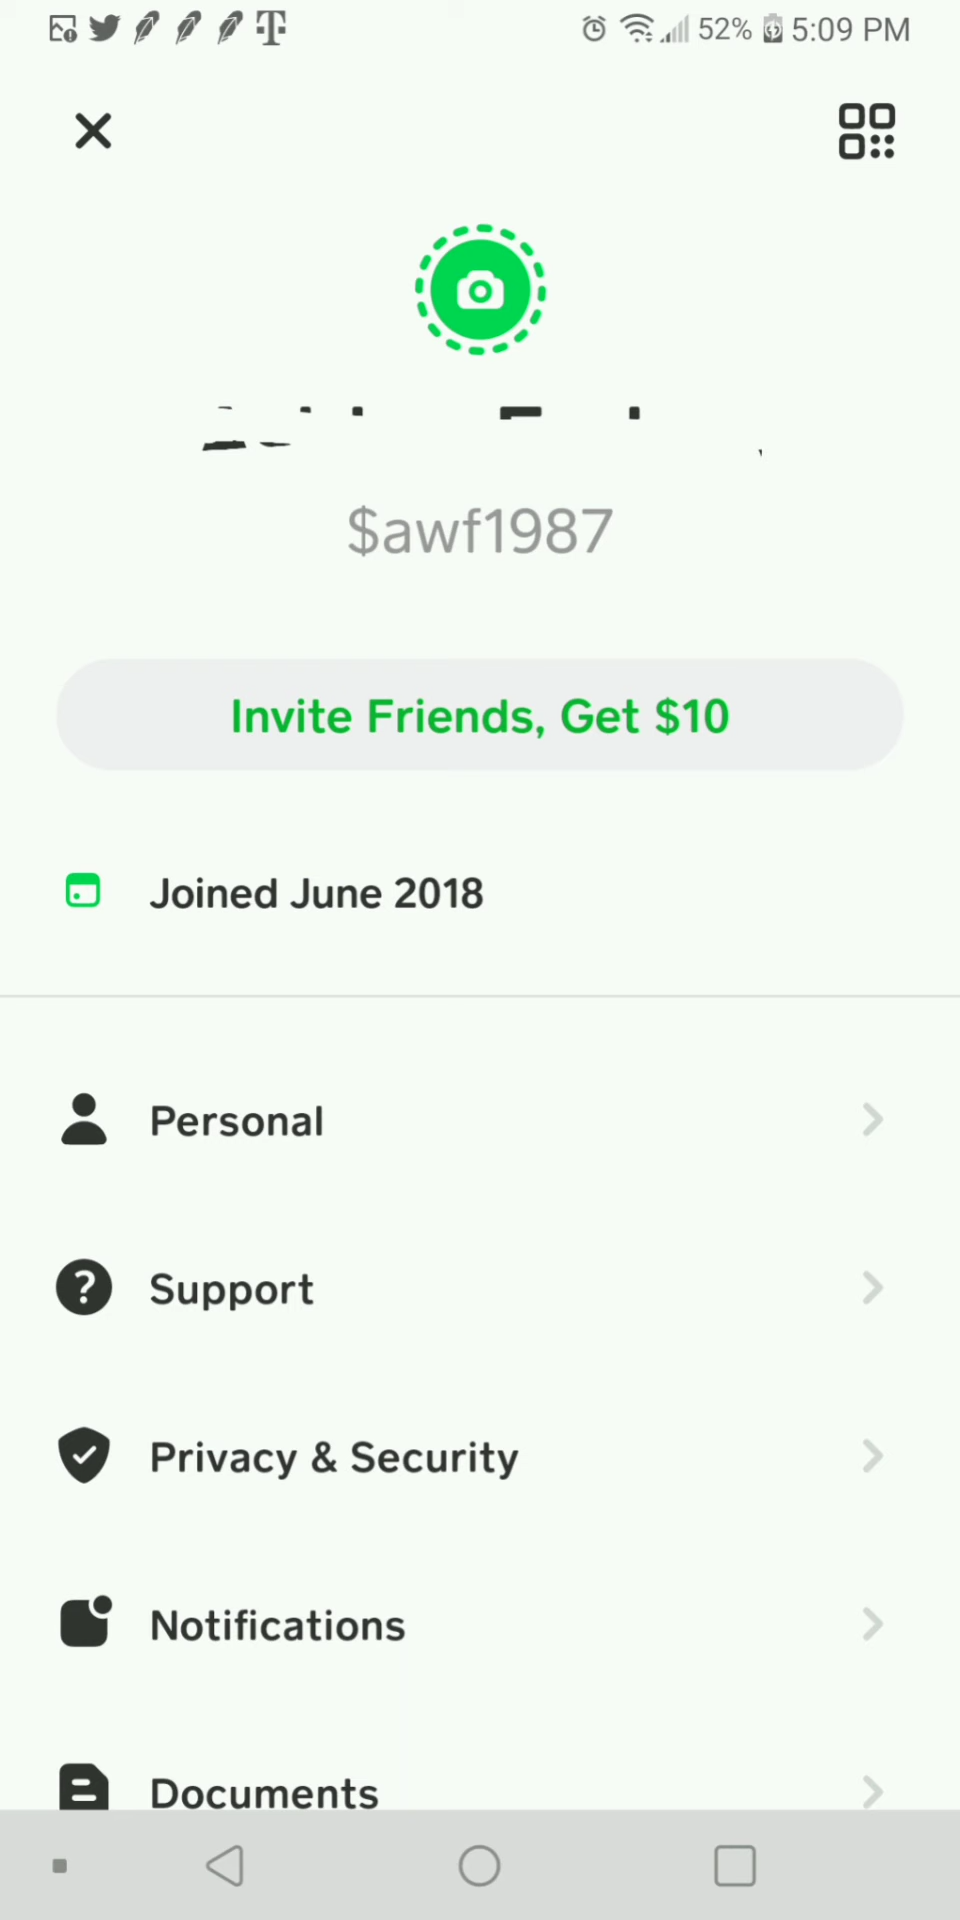 52% 5:09 PM
$awf1987
Invite Friends, Get $10
Joined June 2018
Personal
Support
Privacy & Security
Notifications
Documents